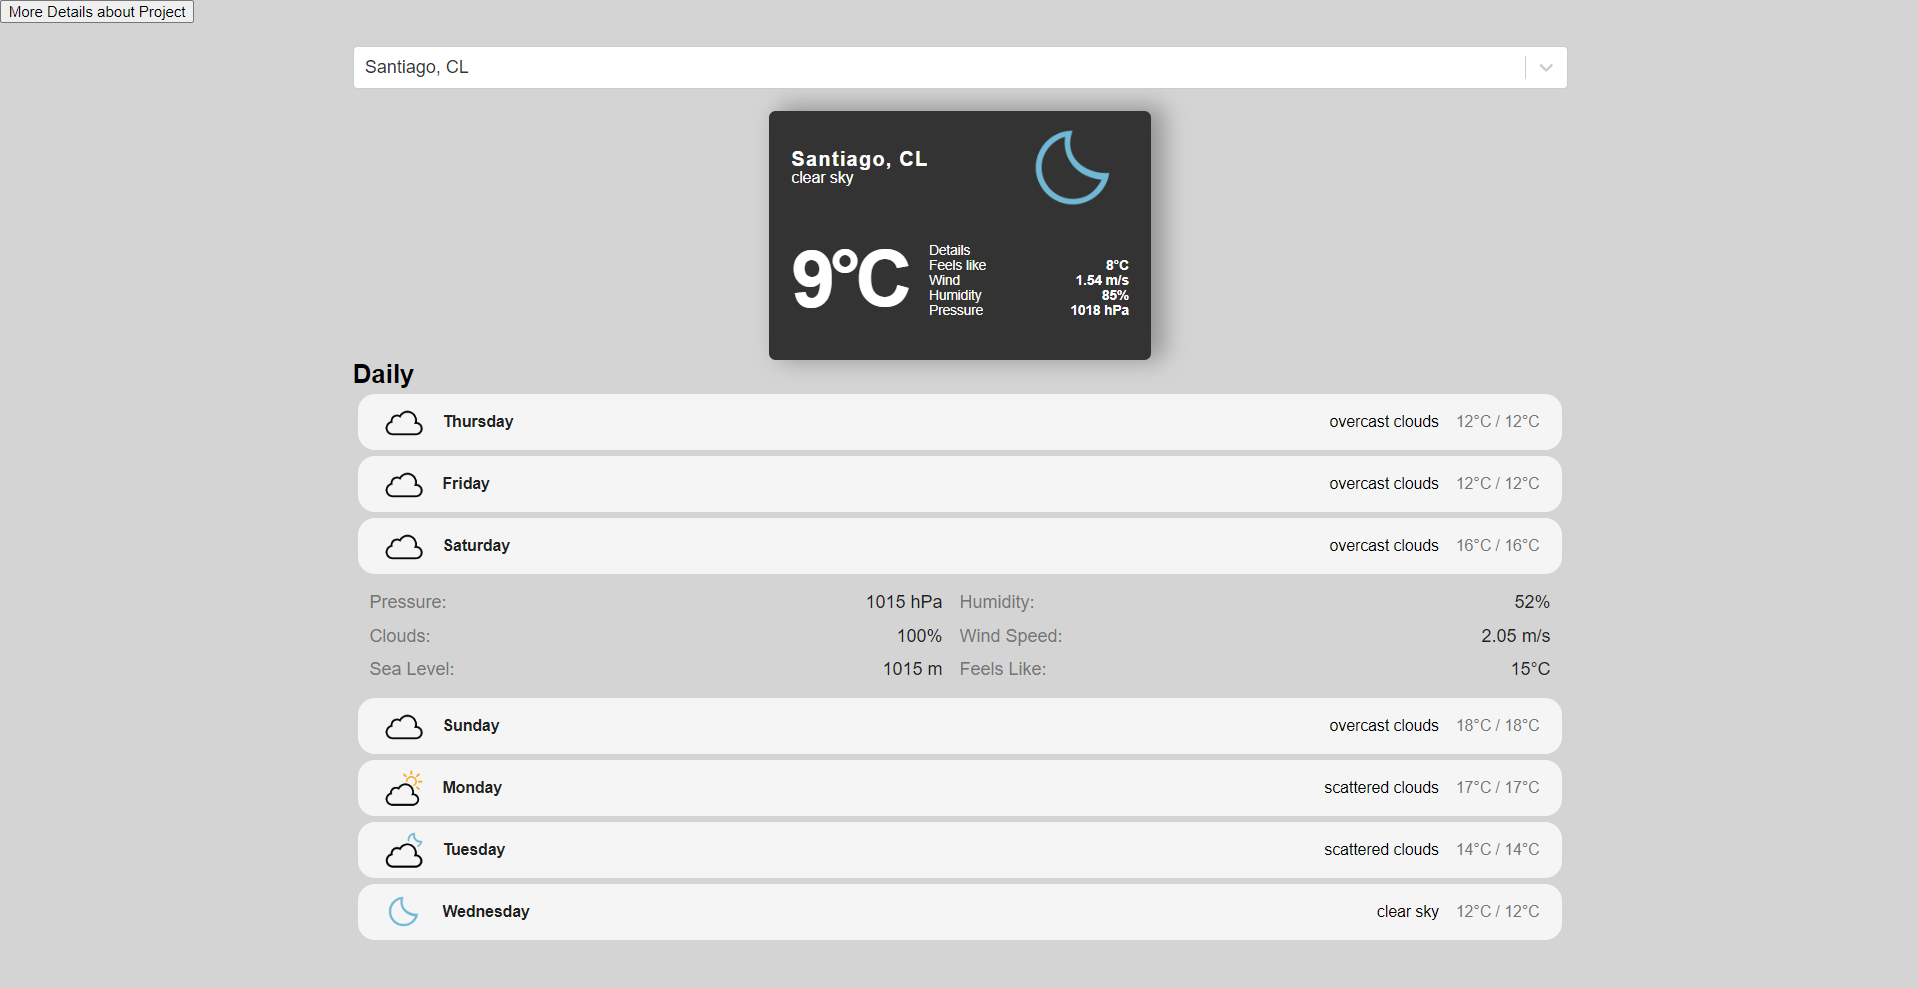 More Details about Project
Santiago, CL
Santiago, CL
clear sky
9°C
Details
Feels like 8°C
Wind 1.54 m/s
Humidity 85%
Pressure 1018 hPa
Daily
Thursday overcast clouds 12°C / 12°C
Friday overcast clouds 12°C / 12°C
Saturday overcast clouds 16°C / 16°C
Pressure: 1015 hPa Humidity: 52%
Clouds: 100% Wind Speed: 2.05 m/s
Sea Level: 1015 m Feels Like: 15°C
Sunday overcast clouds 18°C / 18°C
Monday scattered clouds 17°C / 17°C
Tuesday scattered clouds 14°C / 14°C
Wednesday clear sky 12°C / 12°C